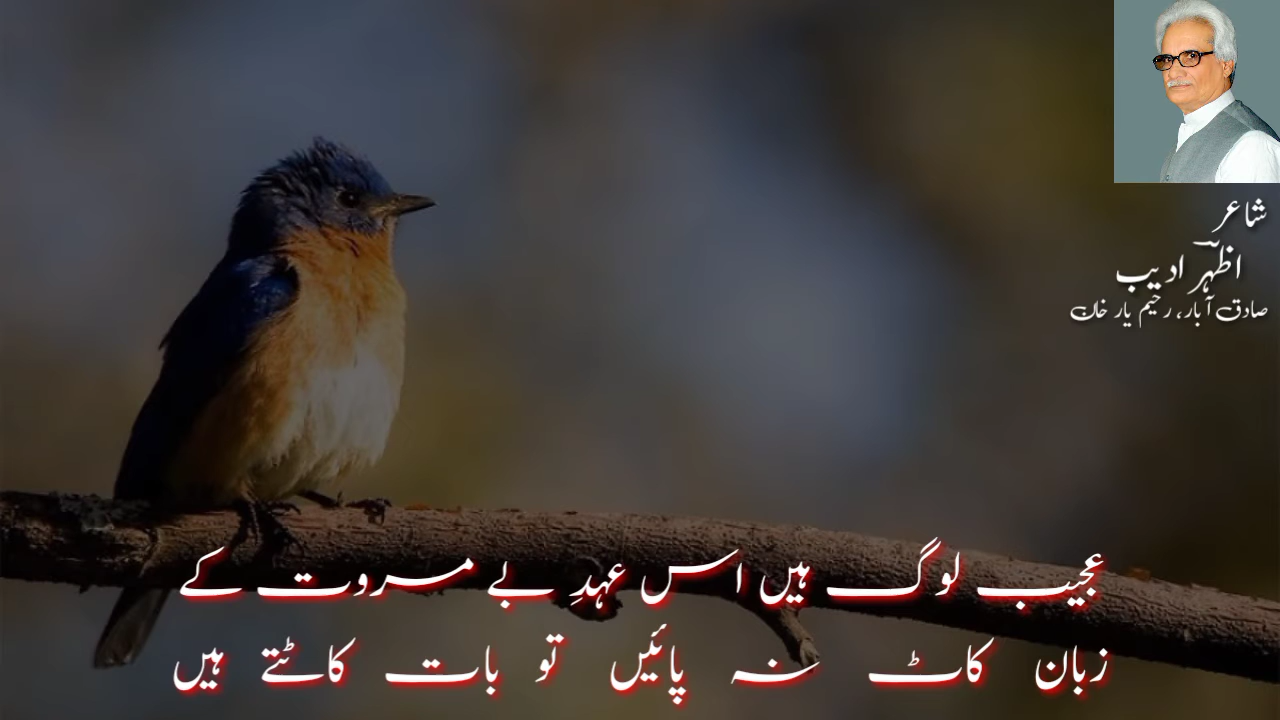 شاعر
اظہرؔ ادیب
صادق آباد، رحیم یار خان
عجیب لوگ ہیں اس عہدِ بے مروت کے
زبان کاٹ نہ پائیں تو بات کاٹتے ہیں